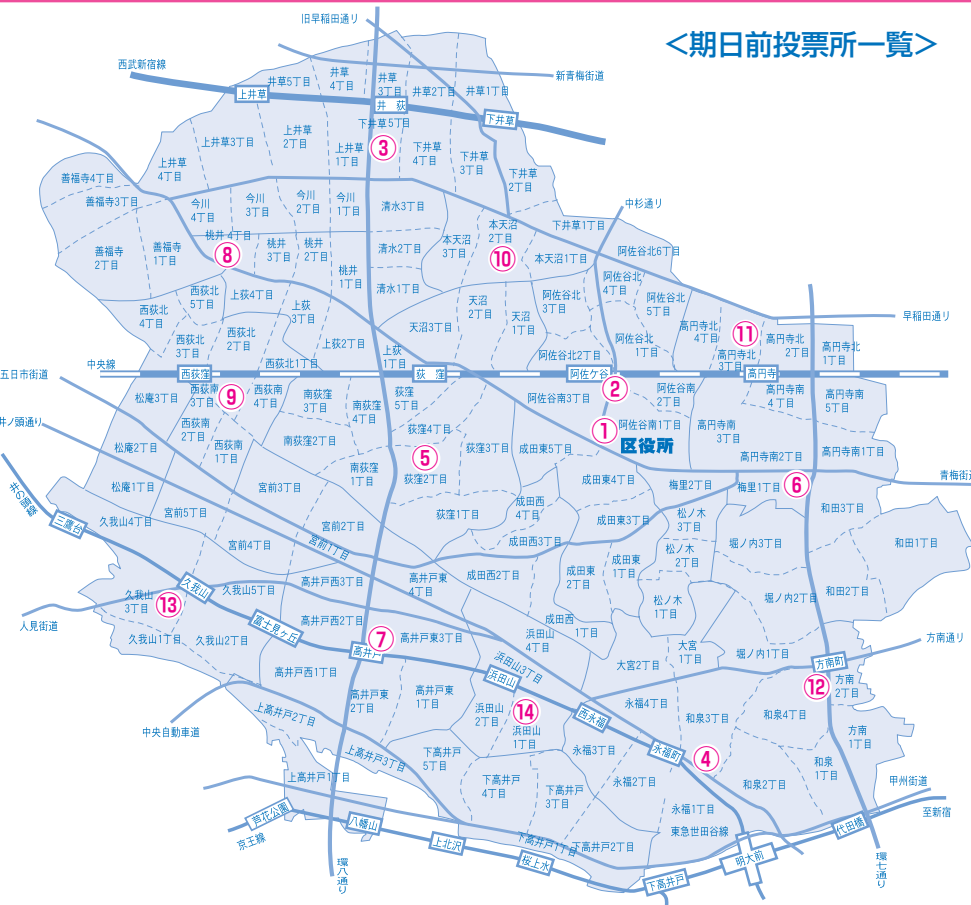 ＜期日前投票所一覧＞
旧早稲田通り
西武新宿線
新青梅街道
井草5丁目
井草
4丁目
井草
3丁目
井草2丁目
井草1丁目
上井草
井荻
下井草
下井草5丁目
上井草3丁目
上井草
2丁目
上井草
1丁目
③
下井草
4丁目
下井草
3丁目
下井草
2丁目
上井草
4丁目
善福寺4丁目
善福寺3丁目
今川
4丁目
今川
3丁目
今川
2丁目
今川
1丁目
清水3丁目
中杉通り
本天沼
2丁目
下井草1丁目
善福寺
2丁目
善福寺
1丁目
桃井4丁目
⑧
桃井
3丁目
桃井
2丁目
桃井
1丁目
清水2丁目
清水1丁目
本天沼
3丁目
⑩
本天沼1丁目
阿佐谷北6丁目
阿佐谷北
4丁目
阿佐谷北
5丁目
西荻北
5丁目
上荻4丁目
上荻
3丁目
西荻北
4丁目
西荻北
3丁目
西荻北
2丁目
西荻北1丁目
上荻2丁目
上荻
1丁目
天沼3丁目
天沼
2丁目
天沼
1丁目
阿佐谷北
3丁目
阿佐谷北2丁目
阿佐谷北
1丁目
高円寺北
4丁目
⑪
高円寺北
3丁目
高円寺北
2丁目
高円寺北
1丁目
早稲田通り
中央線
西荻窪
荻窪
阿佐ケ谷
高円寺
五日市街道
松庵3丁目
西荻南
3丁目
⑨
西荻南
4丁目
南荻窪
3丁目
南荻窪
4丁目
荻窪
5丁目
荻窪4丁目
阿佐谷南3丁目
②
阿佐谷南
2丁目
高円寺南
4丁目
高円寺南
5丁目
井ノ頭通り
西荻南
2丁目
西荻南
1丁目
南荻窪2丁目
⑤
荻窪3丁目
成田東5丁目
①
区役所
阿佐谷南1丁目
高円寺南
3丁目
高円寺南2丁目
高円寺南1丁目
松庵2丁目
松庵1丁目
宮前3丁目
南荻窪
1丁目
荻窪2丁目
荻窪1丁目
成田東4丁目
梅里2丁目
梅里1丁目
⑥
青梅街道
井の頭線
三鷹台
久我山4丁目
宮前5丁目
宮前4丁目
宮前2丁目
宮前1丁目
成田西
4丁目
成田西3丁目
成田東3丁目
松ノ木
3丁目
松ノ木
2丁目
松ノ木
1丁目
和田3丁目
堀ノ内3丁目
和田1丁目
和田2丁目
堀ノ内2丁目
久我山
3丁目
⑬
久我山
久我山5丁目
高井戸西3丁目
高井戸東
4丁目
成田西2丁目
成田東
2丁目
成田東
1丁目
人見街道
久我山1丁目
久我山2丁目
富士見ヶ丘
高井戸西2丁目
⑦
高井戸
高井戸東3丁目
浜田山
4丁目
成田西
1丁目
大宮2丁目
大宮
1丁目
堀ノ内1丁目
方南通り
方南町
高井戸西1丁目
浜田山3丁目
浜田山
⑫
方南
2丁目
中央自動車道
上高井戸2丁目
高井戸東
2丁目
高井戸東
1丁目
浜田山
2丁目
⑭
浜田山
1丁目
西永福
永福4丁目
和泉3丁目
和泉4丁目
方南
1丁目
上高井戸3丁目
下高井戸
5丁目
永福3丁目
永福町
④
和泉
1丁目
上高井戸1丁目
下高井戸
4丁目
下高井戸
3丁目
永福2丁目
和泉2丁目
甲州街道
芦花公園
京王線
八幡山
上北沢
永福1丁目
東急世田谷線
代田橋
至新宿
下高井戸1丁目
下高井戸2丁目
桜上水
明大前
下高井戸
環八通り
環七通り